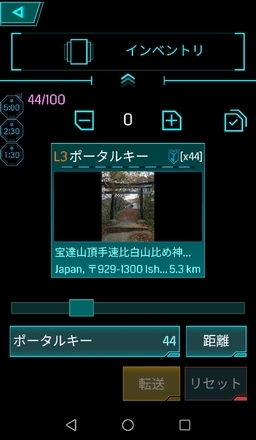 インベントリ
44/100
5:00
2:30
1:30
0
L3 ポータルキー [x44]
宝達山頂手速比白山比め神...
Japan, 〒929-1300 Ish... 5.3 km
ポータルキー 44
距離
転送
リセット